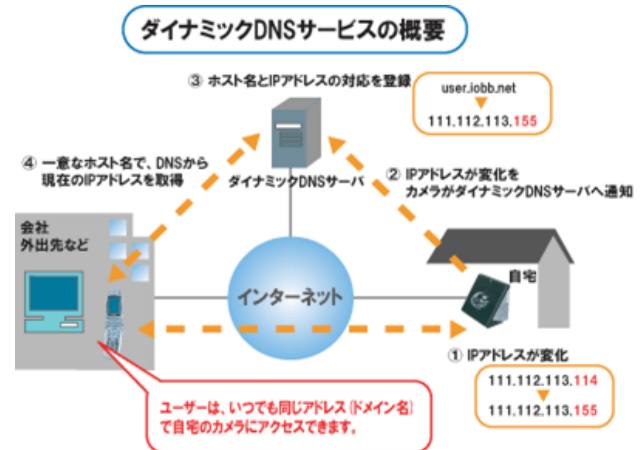 ダイナミックDNSサービスの概要
③ ホスト名とIPアドレスの対応を登録
user.iobb.net
111.112.113.155
④ 一意なホスト名で、DNSから
現在のIPアドレスを取得
ダイナミックDNSサーバ
② IPアドレスが変化を
カメラがダイナミックDNSサーバへ通知
会社
外出先など
自宅
インターネット
① IPアドレスが変化
111.112.113.114
111.112.113.155
ユーザーは、いつでも同じアドレス(ドメイン名)
で自宅のカメラにアクセスできます。